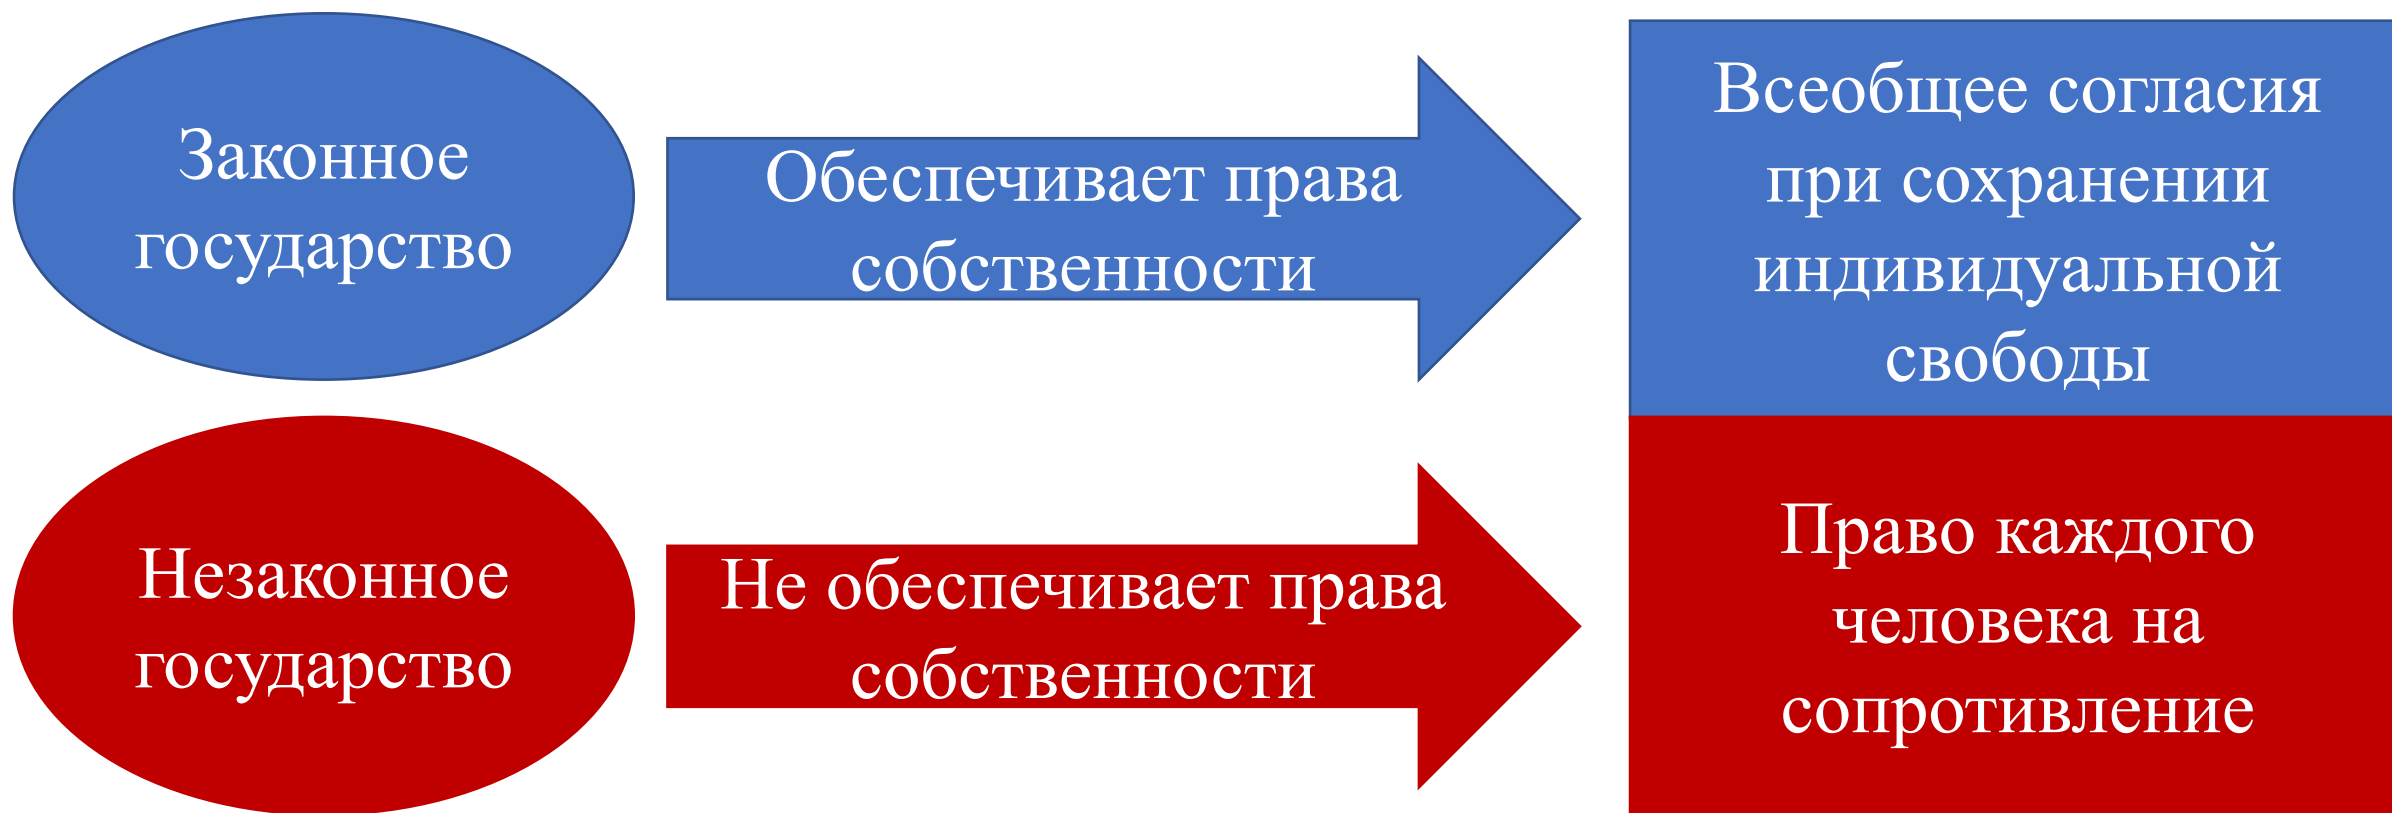 Законное
государство
Обеспечивает права
собственности
Всеобщее согласия
при сохранении
индивидуальной
свободы
Незаконное
государство
Не обеспечивает права
собственности
Право каждого
человека на
сопротивление